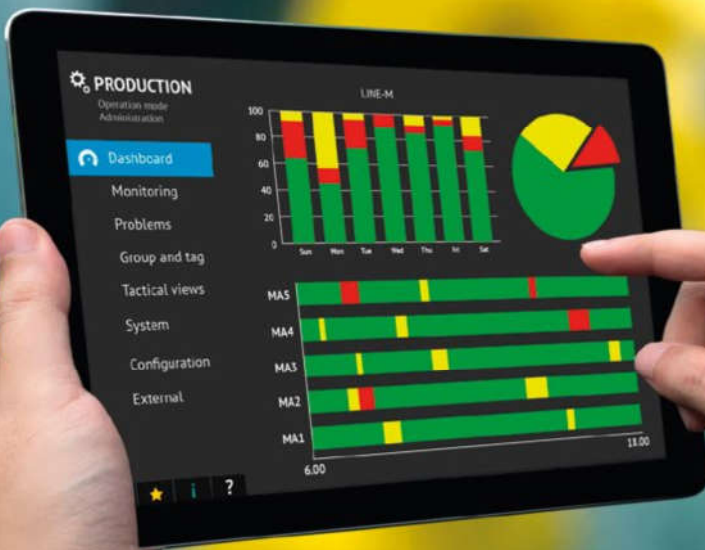 PRODUCTION
Operation mode
Administration
Dashboard
Monitoring
Problems
Group and tag
Tactical views
System
Configuration
External
?
LINE-M
100
80
60
40
20
0
Sun Mon Tue Wed Thu Fri Sat
MA5
MA4
MA3
MA2
MA1
6.00 18.00